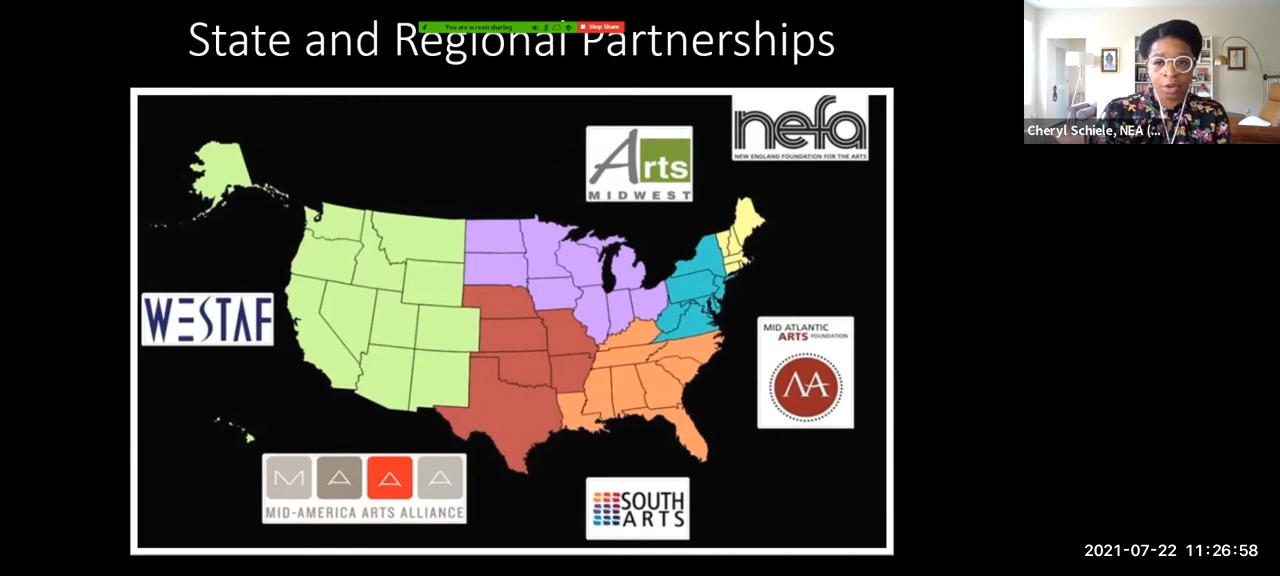 State and Regional Partnerships
You are screen sharing
Stop Share
nefa
NEW ENGLAND FOUNDATION FOR THE ARTS
Arts
MIDWEST
Cheryl Schiele, NEA (...
WESTAF
MID ATLANTIC
ARTS FOUNDATION
AA
MAAA
MID-AMERICA ARTS ALLIANCE
SOUTH
ARTS
2021-07-22 11:26:58